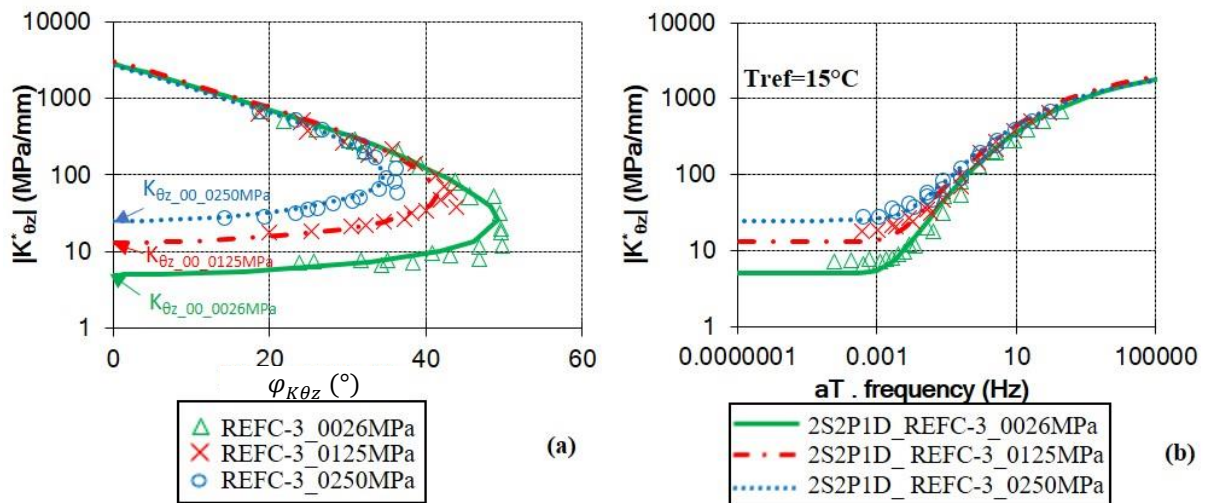 |K*θz| (MPa/mm)
10000
1000
100
10
1
Kθz_00_0250MPa
Kθz_00_0125MPa
Kθz_00_0026MPa
0 20 40 60
φKθz (°)
REFC-3_0026MPa
REFC-3_0125MPa
REFC-3_0250MPa
(a)
|K*θz| (MPa/mm)
10000
1000
100
10
1
Tref=15°C
0.0000001 0.001 10 100000
aT . frequency (Hz)
2S2P1D_REFC-3_0026MPa
2S2P1D_ REFC-3_0125MPa
2S2P1D_ REFC-3_0250MPa
(b)